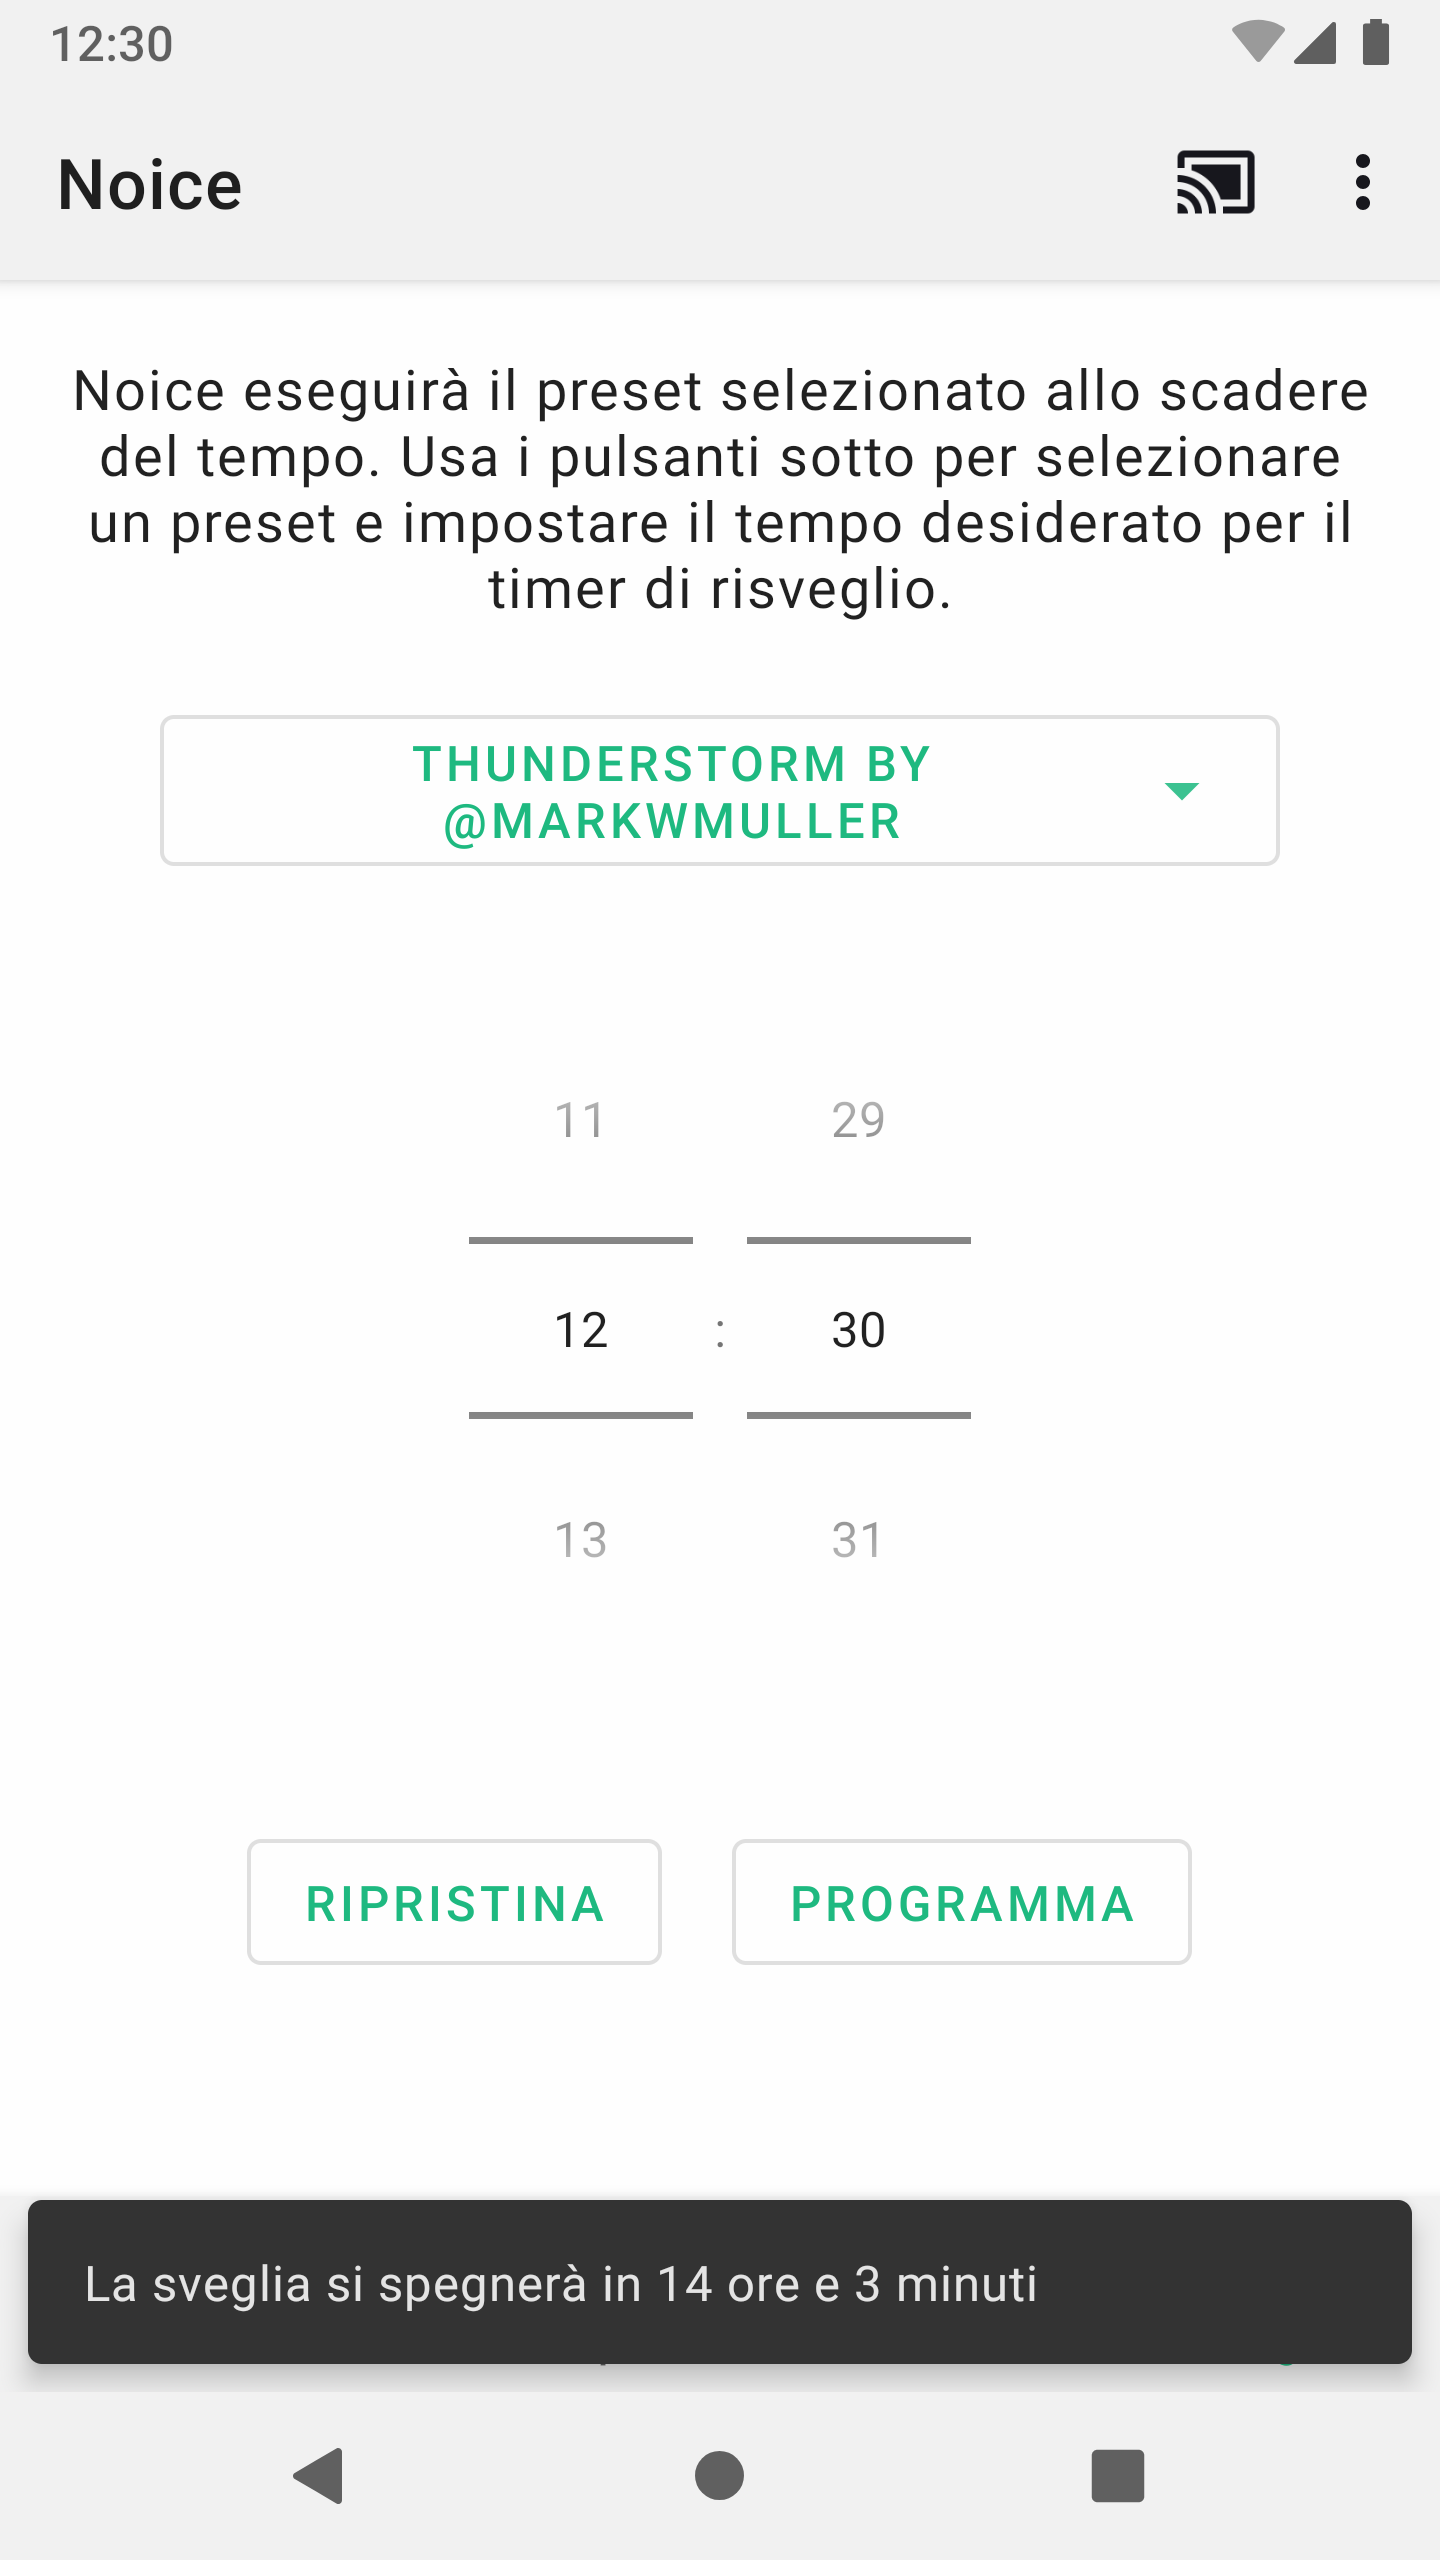 12:30
Noice
Noice eseguirà il preset selezionato allo scadere
del tempo. Usa i pulsanti sotto per selezionare
un preset e impostare il tempo desiderato per il
timer di risveglio.
THUNDERSTORM BY
@MARKWMULLER
11 29
12 : 30
13 31
RIPRISTINA PROGRAMMA
La sveglia si spegnerà in 14 ore e 3 minuti